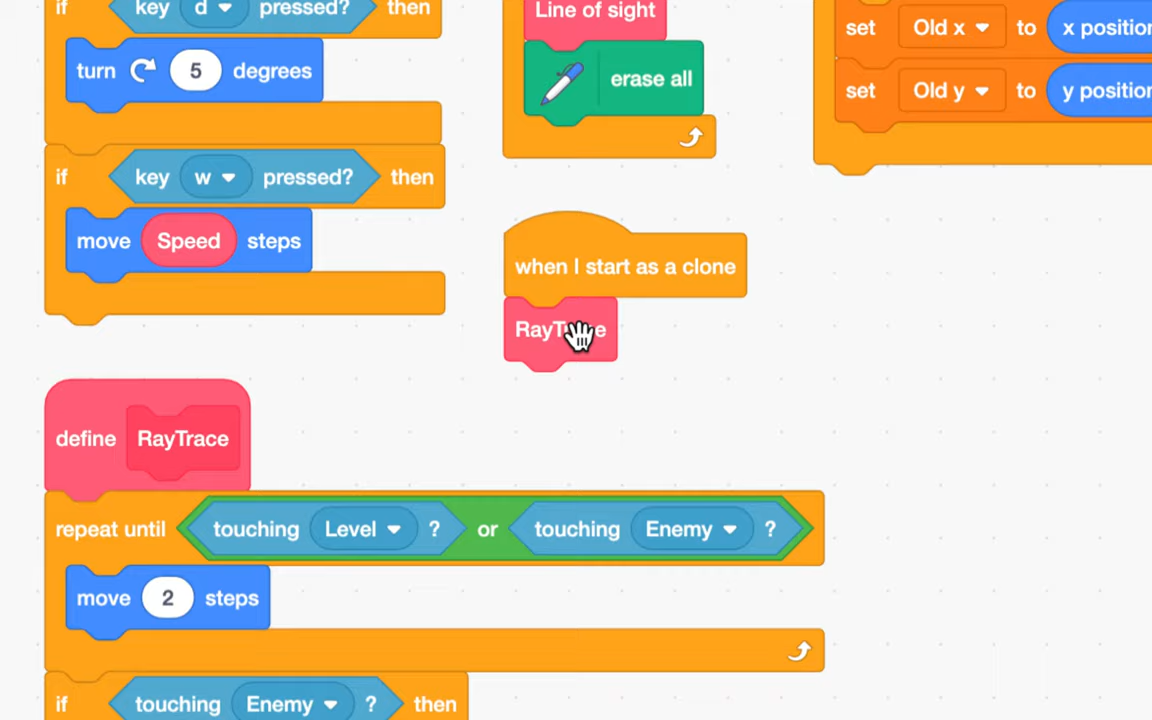 if key d pressed? then
turn 5 degrees
if key w pressed? then
move Speed steps
define RayTrace
repeat until touching Level ? or touching Enemy ?
move 2 steps
if touching Enemy ? then
Line of sight
erase all
when I start as a clone
set Old x to x
set Old y to y